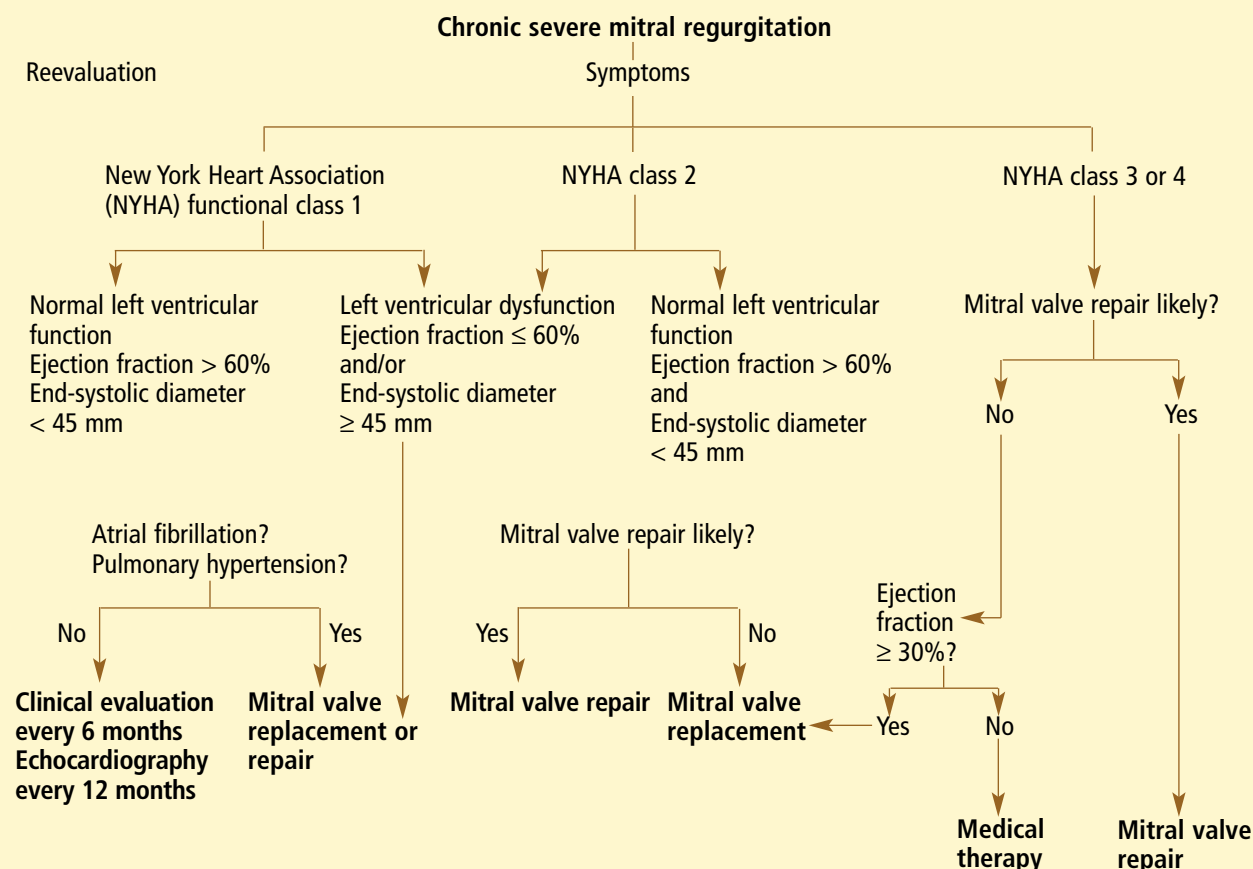 Chronic severe mitral regurgitation
Reevaluation
Symptoms
New York Heart Association
(NYHA) functional class 1
NYHA class 2
NYHA class 3 or 4
Normal left ventricular
function
Ejection fraction > 60%
End-systolic diameter
< 45 mm
Left ventricular dysfunction
Ejection fraction ≤ 60%
and/or
End-systolic diameter
≥ 45 mm
Normal left ventricular
function
Ejection fraction > 60%
and
End-systolic diameter
< 45 mm
Mitral valve repair likely?
No
Yes
Atrial fibrillation?
Pulmonary hypertension?
No
Yes
Mitral valve repair likely?
Yes
No
Ejection
fraction
≥ 30%?
Yes
No
Clinical evaluation
every 6 months
Echocardiography
every 12 months
Mitral valve
replacement or
repair
Mitral valve repair
Mitral valve
replacement
Medical
therapy
Mitral valve
repair